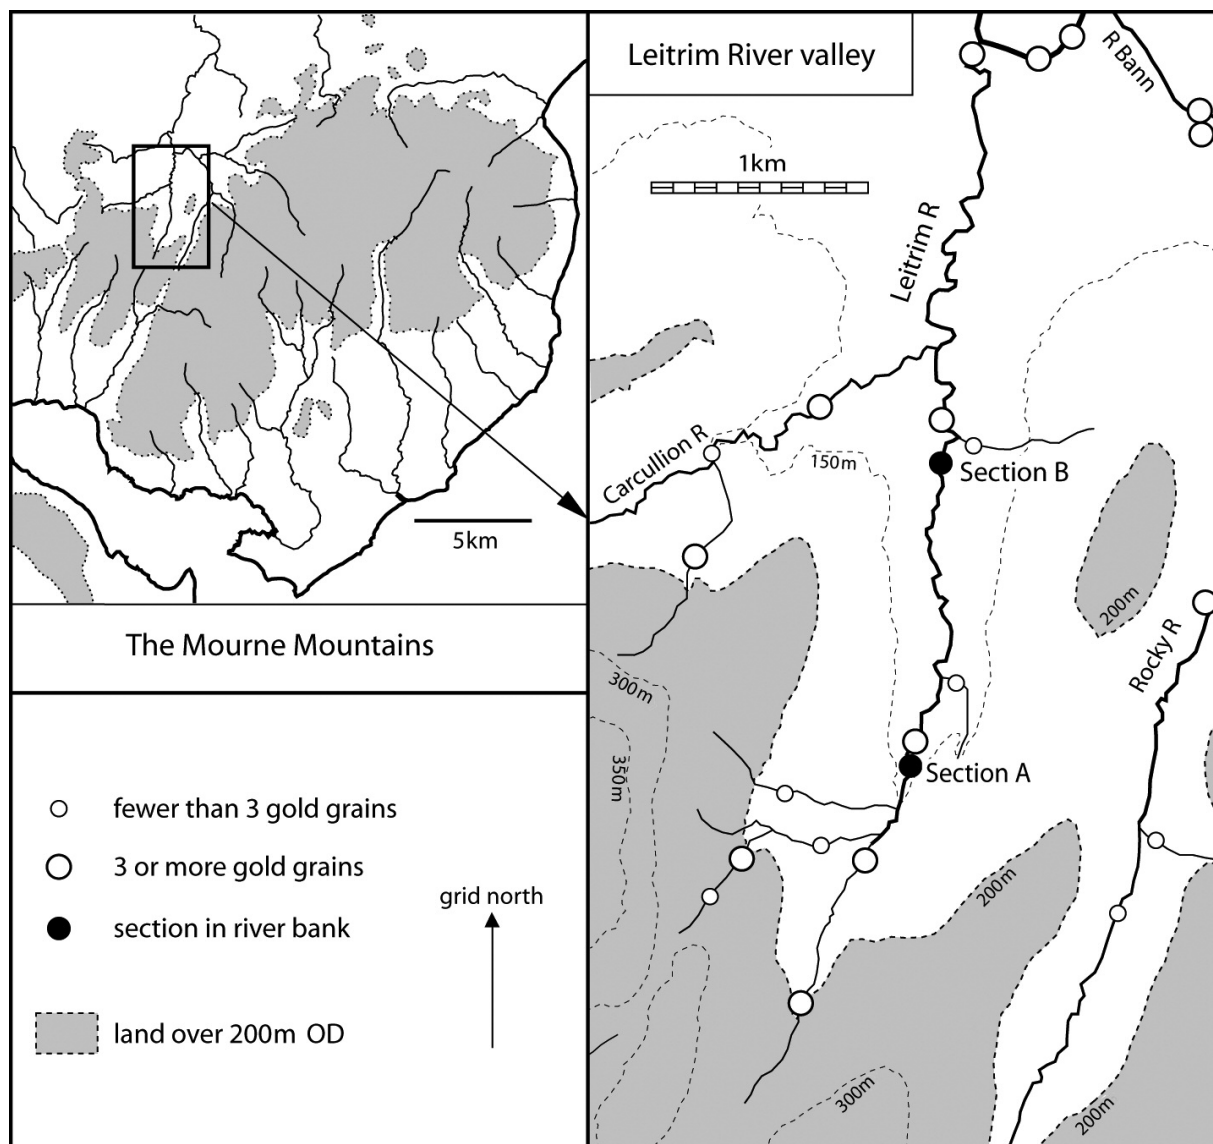 5km
The Mourne Mountains
fewer than 3 gold grains
3 or more gold grains
section in river bank
land over 200m OD
grid north
Leitrim River valley
1km
R Bann
Leitrim R
Carcullion R
150m
Section B
200m
Rocky R
300m
350m
Section A
200m
300m
200m